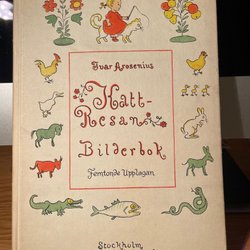 Ivar Arosenius
Katt-
Resan
Bilderbok
Femtonde Upplagan
Stockholm